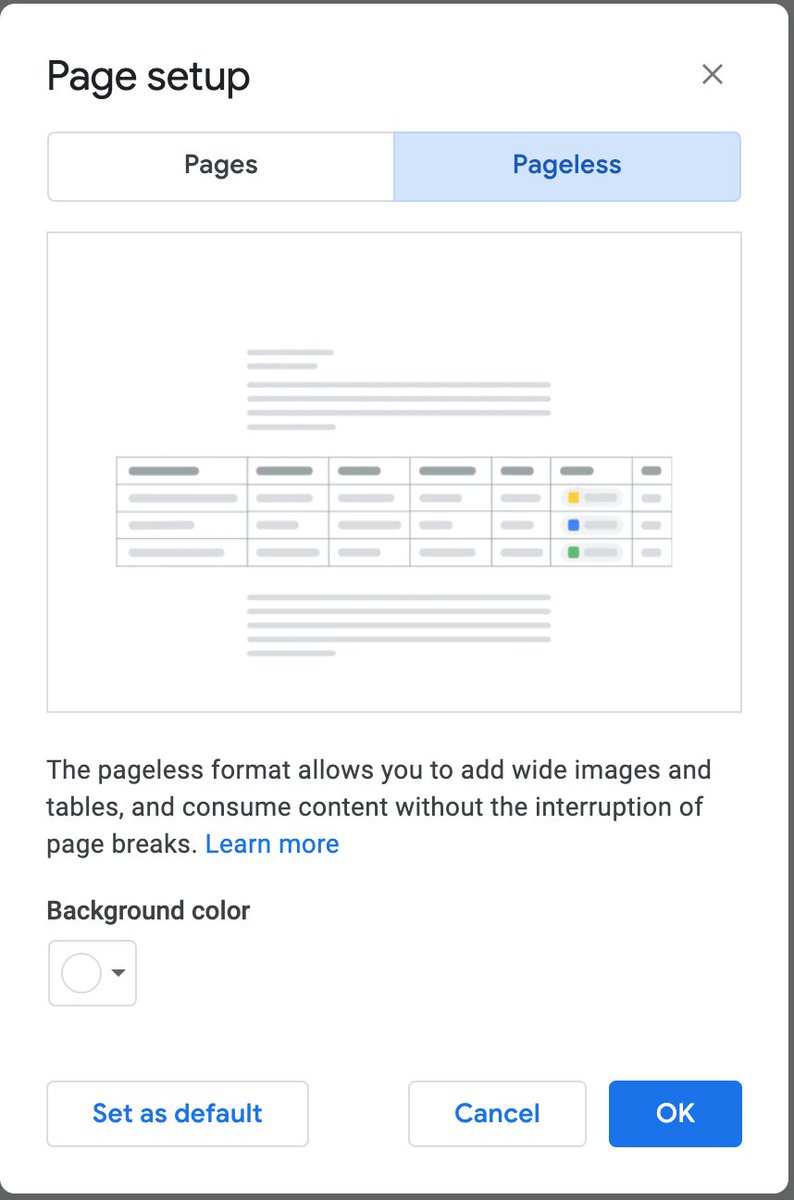 Page setup
Pages
Pageless
The pageless format allows you to add wide images and
tables, and consume content without the interruption of
page breaks. Learn more
Background color
Set as default
Cancel
OK